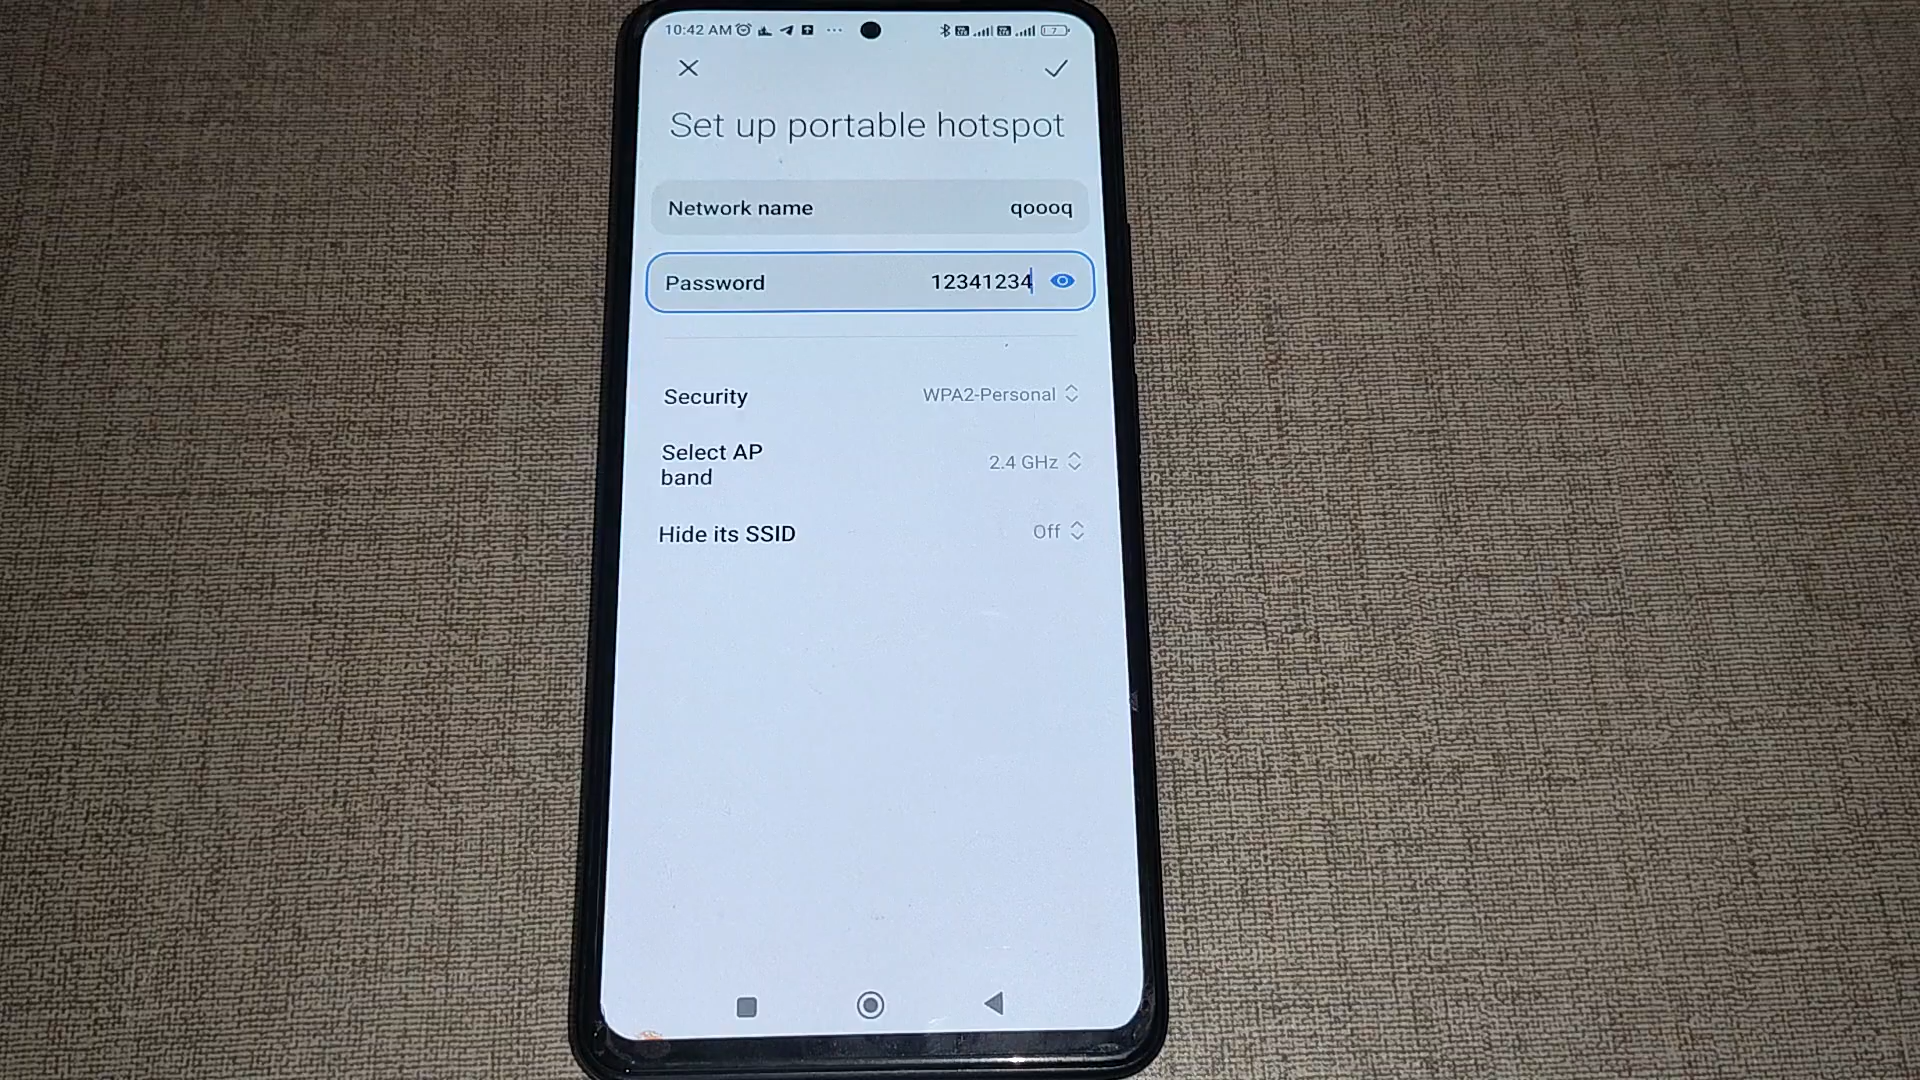 10:42 AM
7
Set up portable hotspot
Network name qoooq
Password 12341234
Security WPA2-Personal
Select AP
band 2.4 GHz
Hide its SSID Off